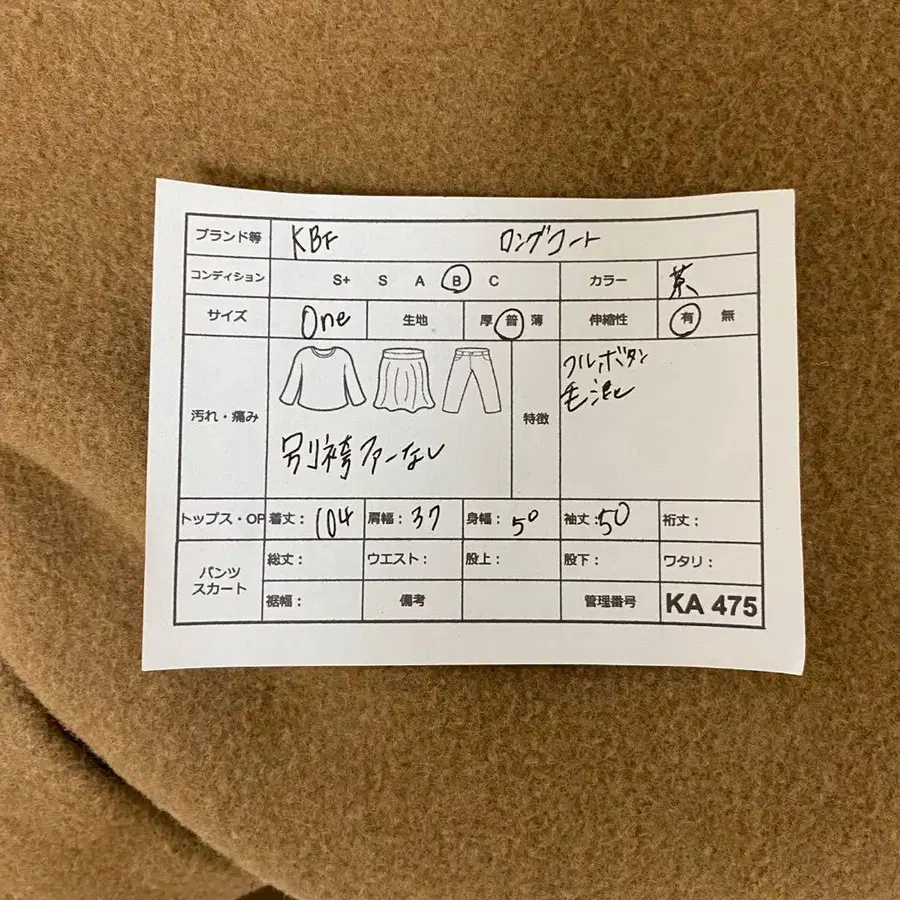 ブランド等 KBF ロングコート
コンディション S+ S A B C カラー 茶
サイズ One 生地 厚 普 薄 伸縮性 有 無
汚れ・痛み 特徴 フルボタン
毛混
別袴ファーなし
トップス・OP 着丈：104 肩幅：37 身幅：50 袖丈：50 裄丈：
パンツ スカート 総丈： ウエスト： 股上： 股下： ワタリ：
裾幅： 備考 管理番号 KA 475